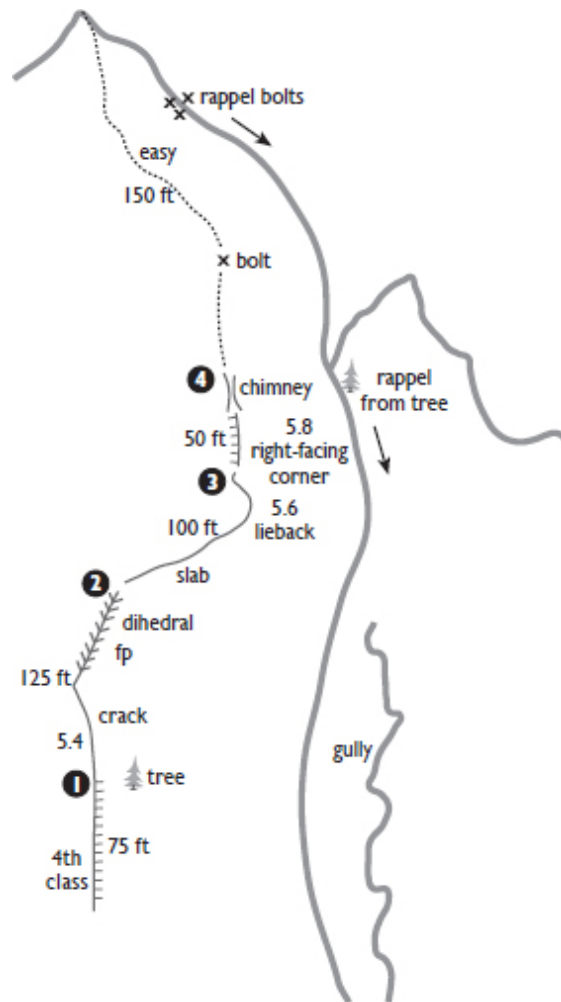 rappel bolts
easy
150 ft
bolt
4
chimney
rappel
from tree
50 ft
5.8
right-facing
corner
3
5.6
lieback
100 ft
slab
2
dihedral
fp
125 ft
crack
5.4
gully
1
tree
75 ft
4th
class